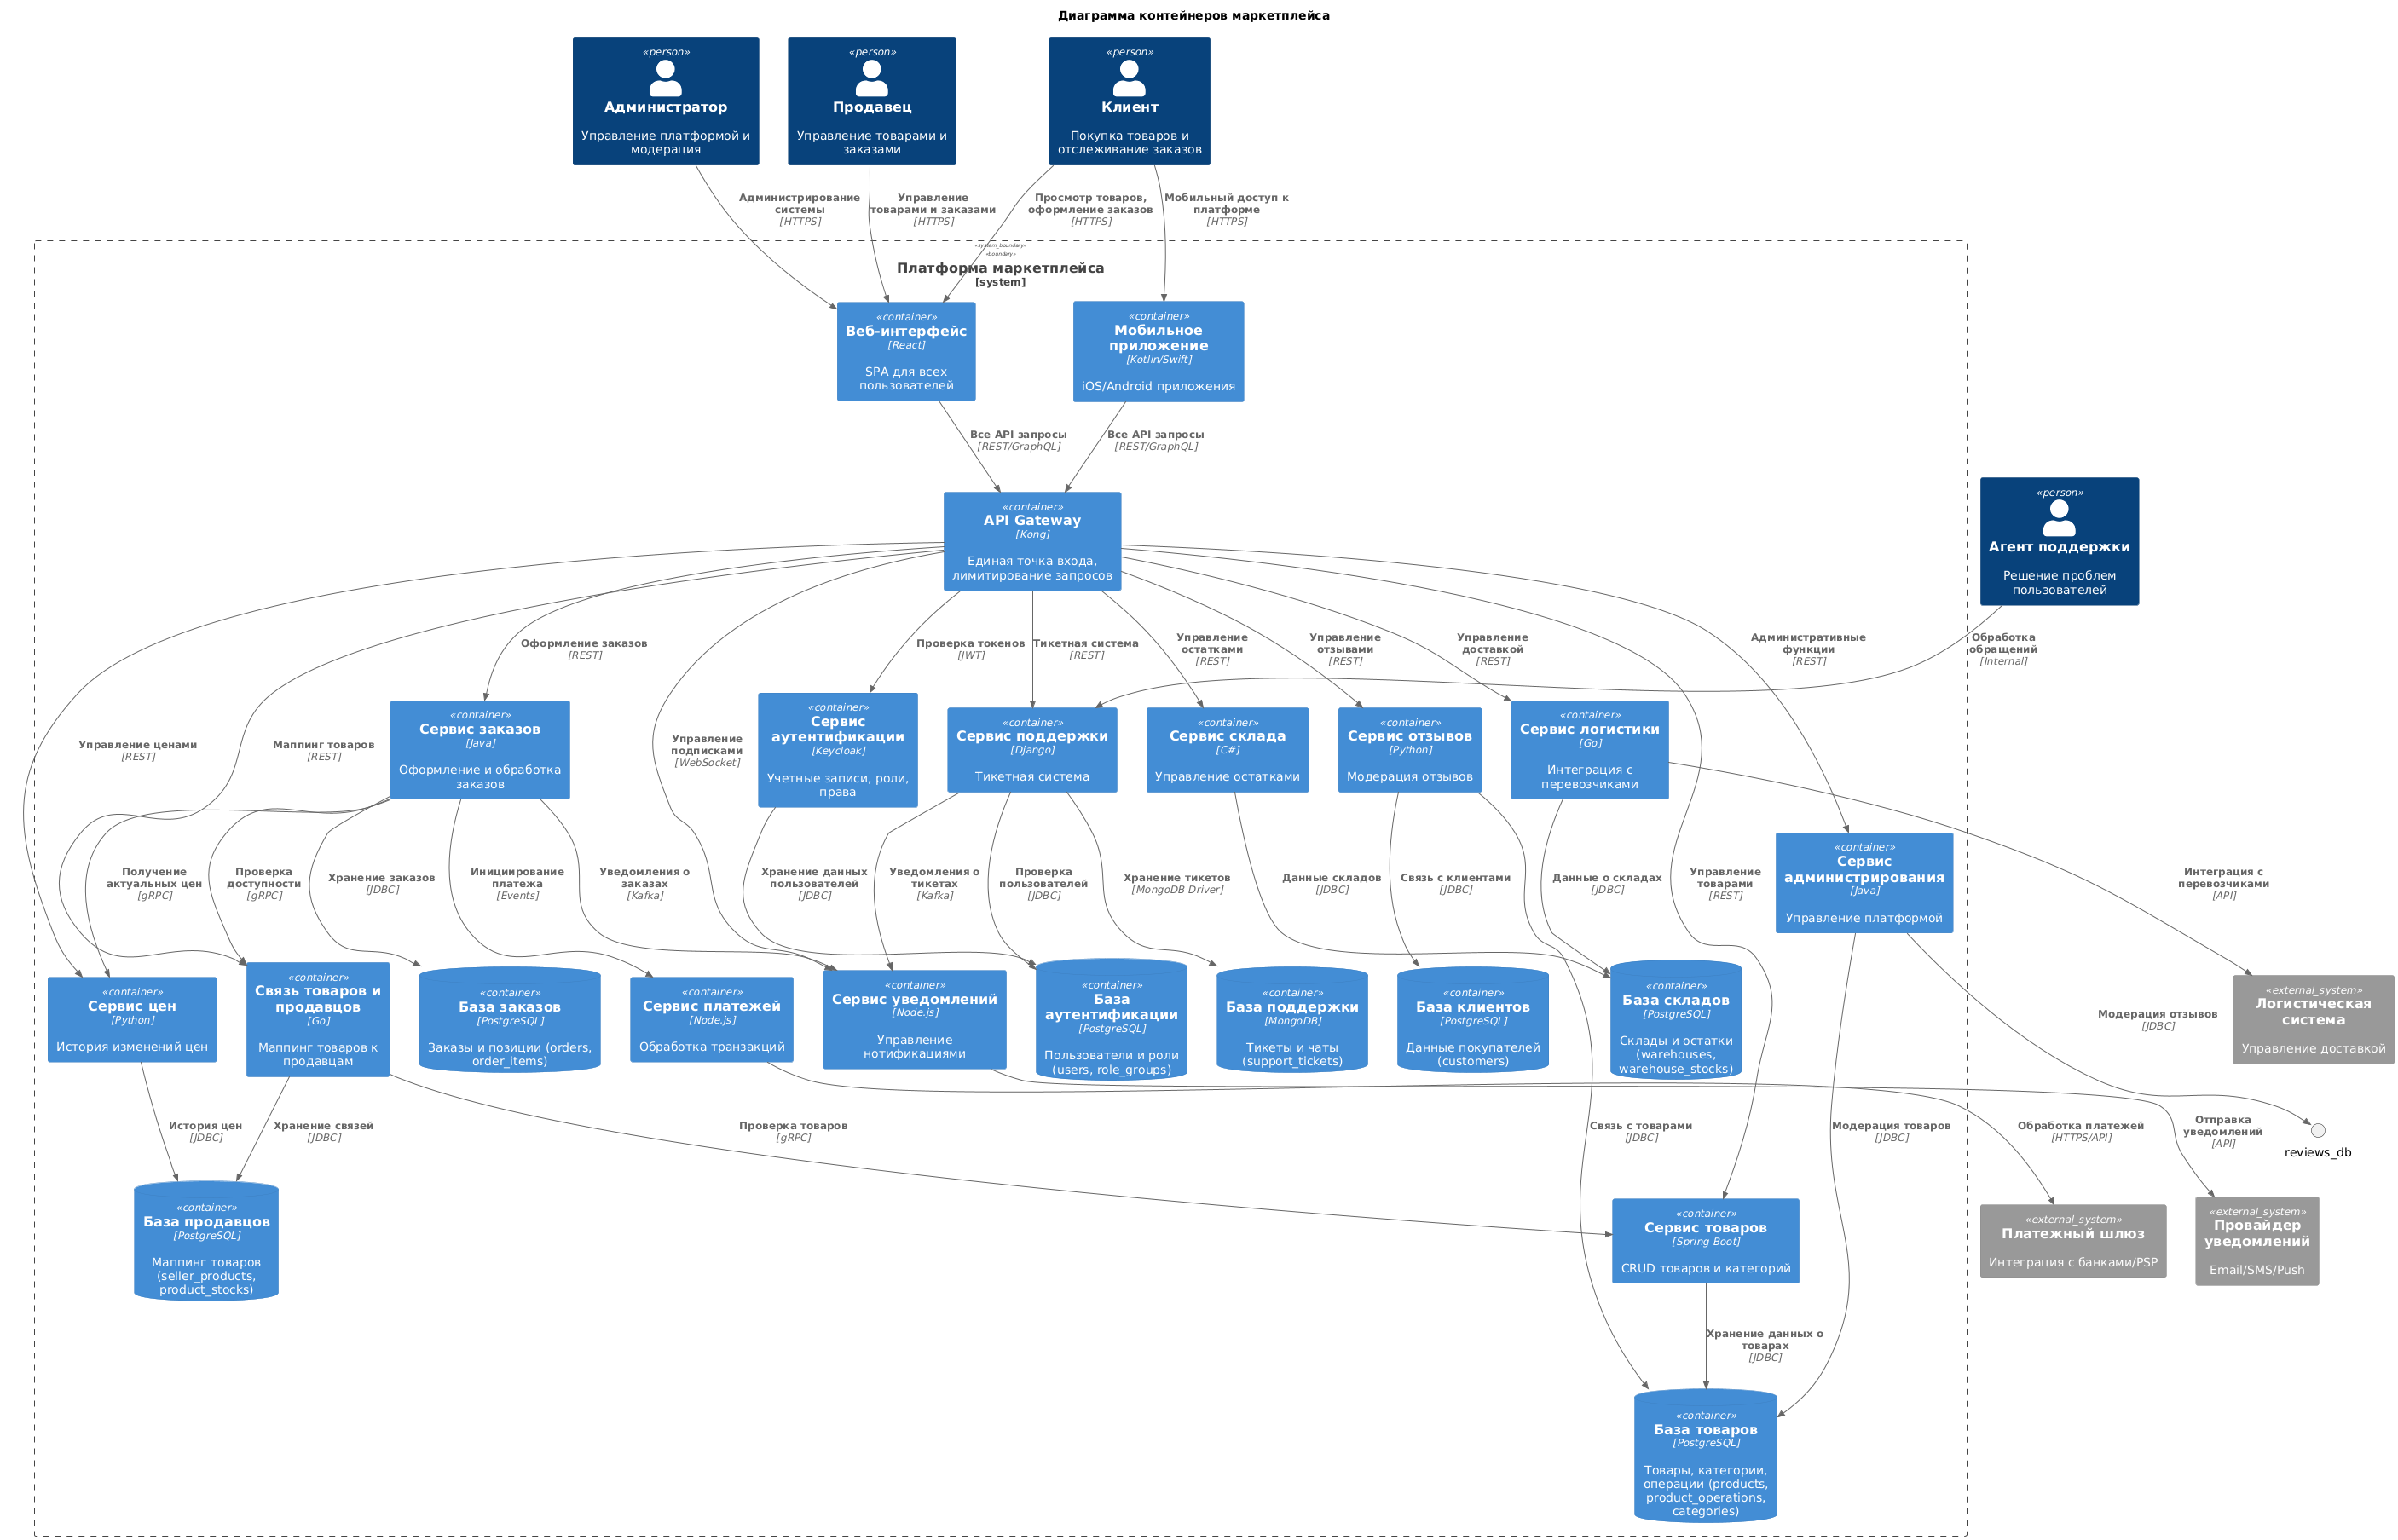 Диаграмма контейнеров маркетплейса
«person»
Администратор
Управление платформой и
модерация
«person»
Продавец
Управление товарами и
заказами
«person»
Клиент
Покупка товаров и
отслеживание заказов
Администрирование
системы
[HTTPS]
Управление
товарами и заказами
[HTTPS]
Просмотр товаров,
оформление заказов
[HTTPS]
Мобильный доступ к
платформе
[HTTPS]
«system_boundary»
«boundary»
Платформа маркетплейса
[system]
«container»
Веб-интерфейс
[React]
SPA для всех
пользователей
«container»
Мобильное
приложение
[Kotlin/Swift]
iOS/Android приложения
Все API запросы
[REST/GraphQL]
Все API запросы
[REST/GraphQL]
«container»
API Gateway
[Kong]
Единая точка входа,
лимитирование запросов
«person»
Агент поддержки
Решение проблем
пользователей
Оформление заказов
[REST]
Проверка токенов
[JWT]
Тикетная система
[REST]
Управление
остатками
[REST]
Управление
отзывами
[REST]
Управление
доставкой
[REST]
Административные
функции
[REST]
Обработка
обращений
[Internal]
Управление ценами
[REST]
Маппинг товаров
[REST]
«container»
Сервис заказов
[Java]
Оформление и обработка
заказов
Управление
подписками
[WebSocket]
«container»
Сервис
аутентификации
[Keycloak]
Учетные записи, роли,
права
«container»
Сервис поддержки
[Django]
Тикетная система
«container»
Сервис склада
[C#]
Управление остатками
«container»
Сервис отзывов
[Python]
Модерация отзывов
«container»
Сервис логистики
[Go]
Интеграция с
перевозчиками
«container»
Сервис
администрирования
[Java]
Управление платформой
Получение
актуальных цен
[gRPC]
Проверка
доступности
[gRPC]
Хранение заказов
[JDBC]
Инициирование
платежа
[Events]
Уведомления о
заказах
[Kafka]
Хранение данных
пользователей
[JDBC]
Уведомления о
тикетах
[Kafka]
Проверка
пользователей
[JDBC]
Хранение тикетов
[MongoDB Driver]
Данные складов
[JDBC]
Связь с клиентами
[JDBC]
Данные о складах
[JDBC]
Управление
товарами
[REST]
Интеграция с
перевозчиками
[API]
«container»
Сервис цен
[Python]
История изменений цен
«container»
Связь товаров и
продавцов
[Go]
Маппинг товаров к
продавцам
«container»
База заказов
[PostgreSQL]
Заказы и позиции (orders,
order_items)
«container»
Сервис платежей
[Node.js]
Обработка транзакций
«container»
Сервис уведомлений
[Node.js]
Управление
нотификациями
«container»
База
аутентификации
[PostgreSQL]
Пользователи и роли
(users, role_groups)
«container»
База поддержки
[MongoDB]
Тикеты и чаты
(support_tickets)
«container»
База клиентов
[PostgreSQL]
Данные покупателей
(customers)
«container»
База складов
[PostgreSQL]
Склады и остатки
(warehouses,
warehouse_stocks)
Модерация отзывов
[JDBC]
«external_system»
Логистическая
система
Управление доставкой
История цен
[JDBC]
Хранение связей
[JDBC]
Проверка товаров
[gRPC]
Связь с товарами
[JDBC]
Модерация товаров
[JDBC]
Обработка платежей
[HTTPS/API]
Отправка
уведомлений
[API]
reviews_db
«container»
База продавцов
[PostgreSQL]
Маппинг товаров
(seller_products,
product_stocks)
«container»
Сервис товаров
[Spring Boot]
CRUD товаров и категорий
«external_system»
Платежный шлюз
Интеграция с банками/PSP
«external_system»
Провайдер
уведомлений
Email/SMS/Push
Хранение данных о
товарах
[JDBC]
«container»
База товаров
[PostgreSQL]
Товары, категории,
операции (products,
product_operations,
categories)